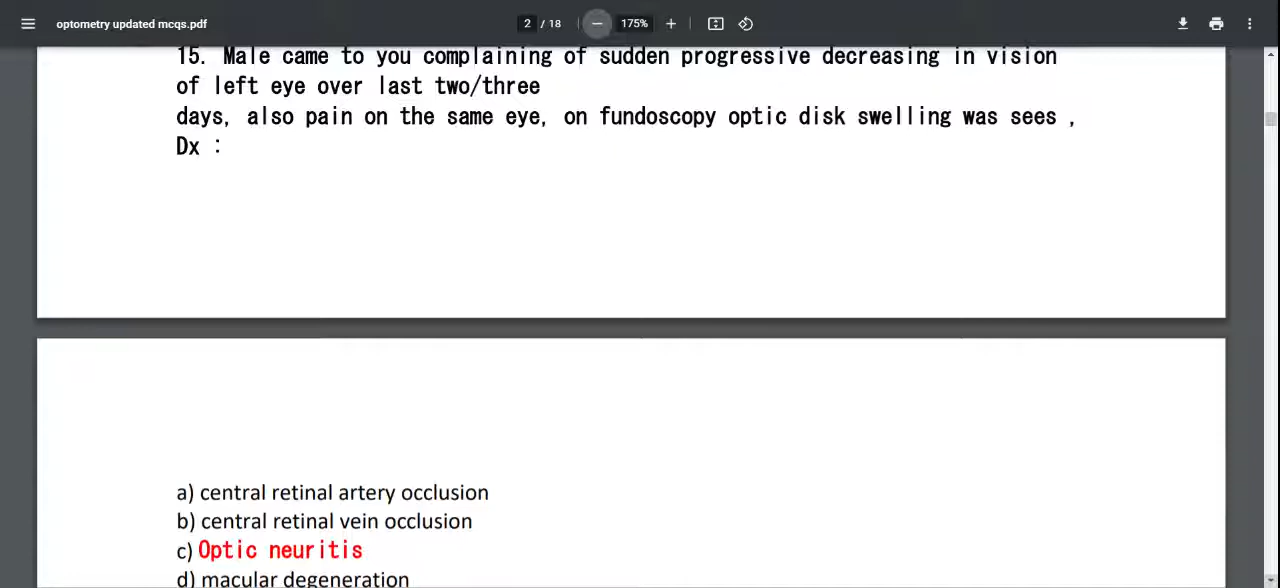 optometry updated mcqs.pdf
2 / 18
175%
15. Male came to you complaining of sudden progressive decreasing in vision
of left eye over last two/three
days, also pain on the same eye, on fundoscopy optic disk swelling was sees ,
Dx :
a) central retinal artery occlusion
b) central retinal vein occlusion
c) Optic neuritis
d) macular degeneration